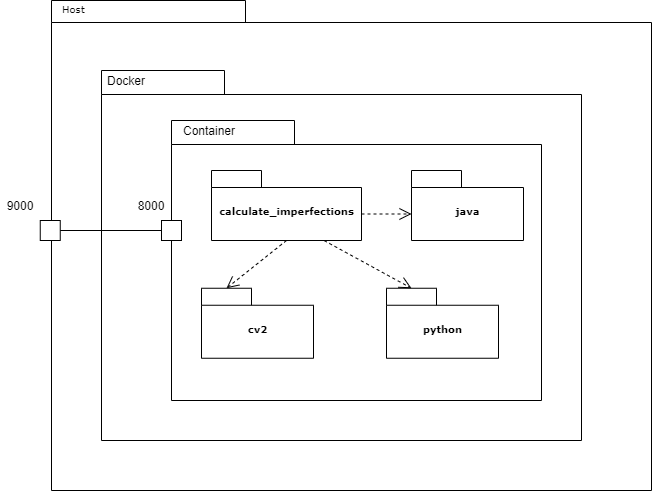 Host
Docker
Container
9000
8000
calculate_imperfections
java
cv2
python